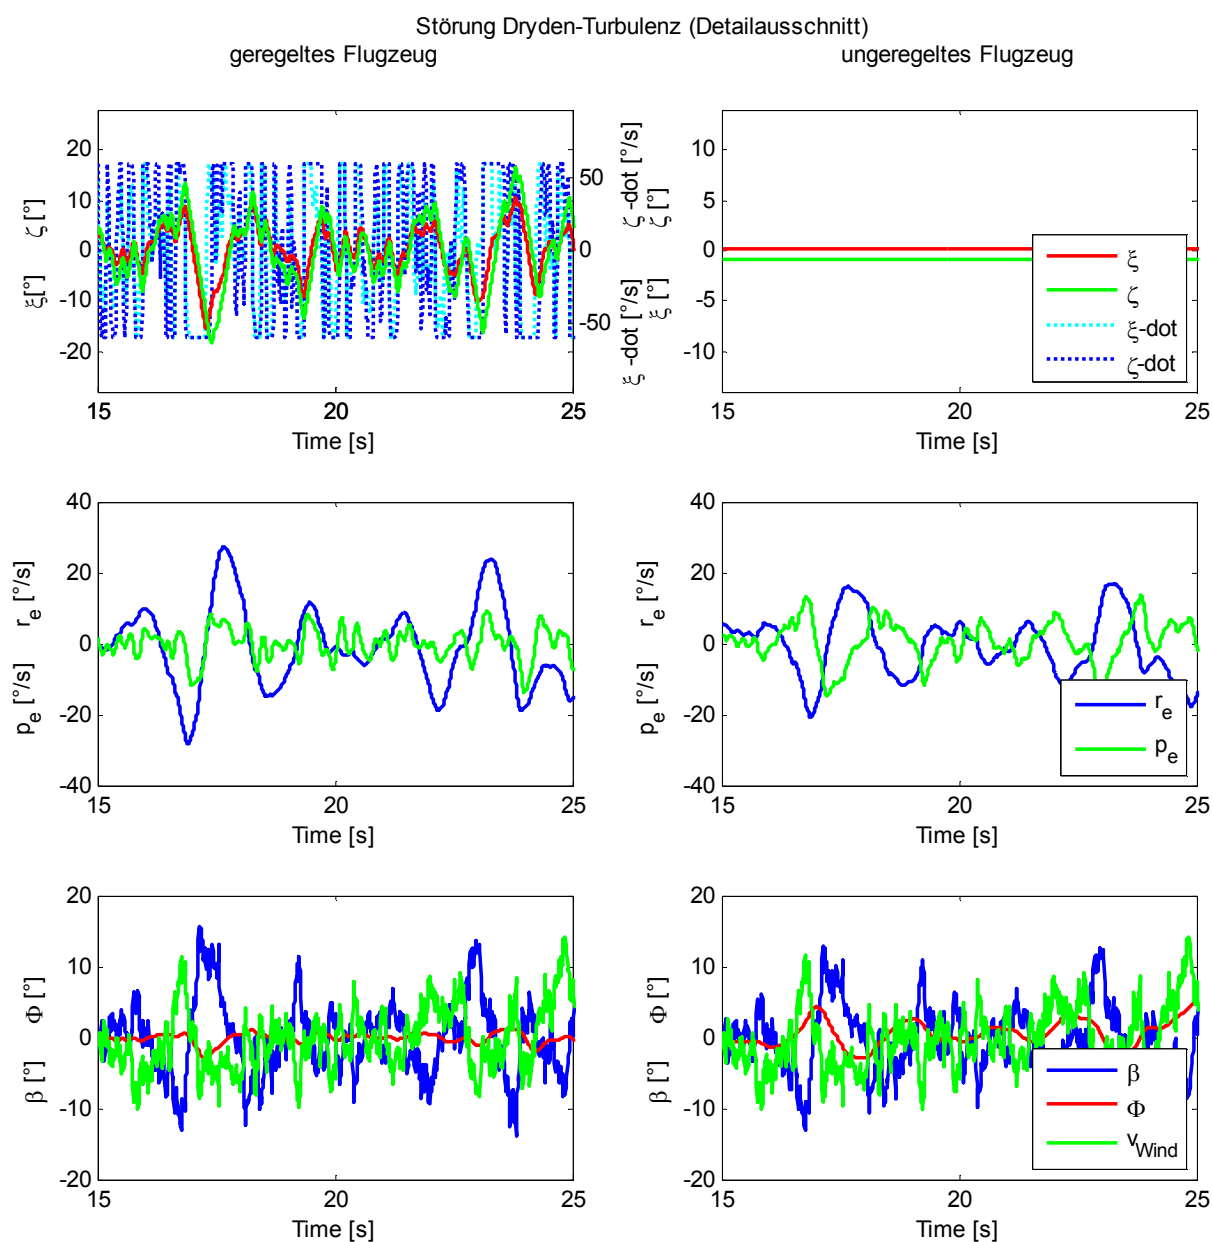 Störung Dryden-Turbulenz (Detailausschnitt)
geregeltes Flugzeug
ungeregeltes Flugzeug
ξ[°] ζ [°]
20
10
0
-10
-20
15 20 25
Time [s]
50
0
-50
ξ -dot [°/s] ζ -dot [°/s]
ξ [°] ζ [°]
10
5
0
-5
-10
15 20 25
Time [s]
ξ
ζ
ξ-dot
ζ-dot
p_e [°/s] r_e [°/s]
40
20
0
-20
-40
15 20 25
Time [s]
p_e [°/s] r_e [°/s]
40
20
0
-20
-40
15 20 25
Time [s]
r_e
p_e
β [°] Φ [°]
20
10
0
-10
-20
15 20 25
Time [s]
β [°] Φ [°]
20
10
0
-10
-20
15 20 25
Time [s]
β
Φ
v_Wind